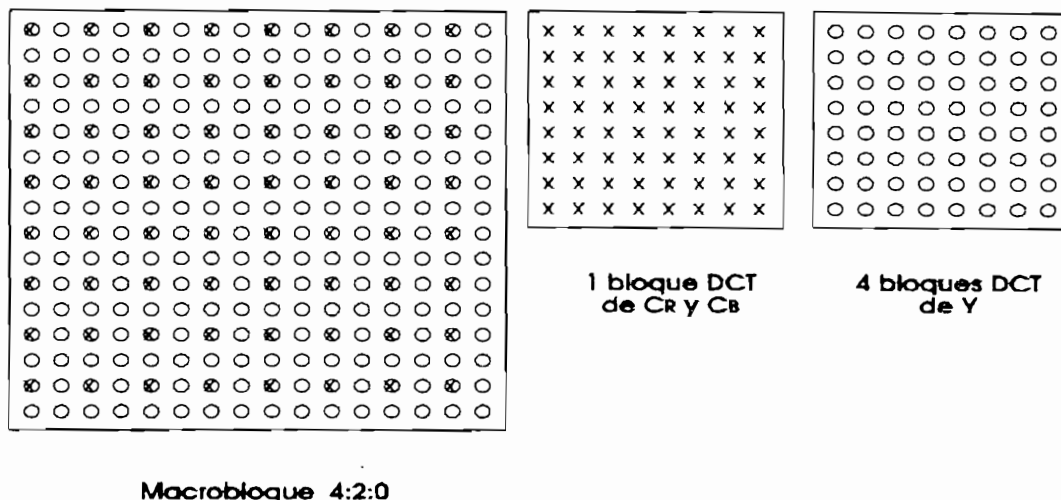 1 bloque DCT
de CR y CB
4 bloques DCT
de Y
Macrobloque 4:2:0